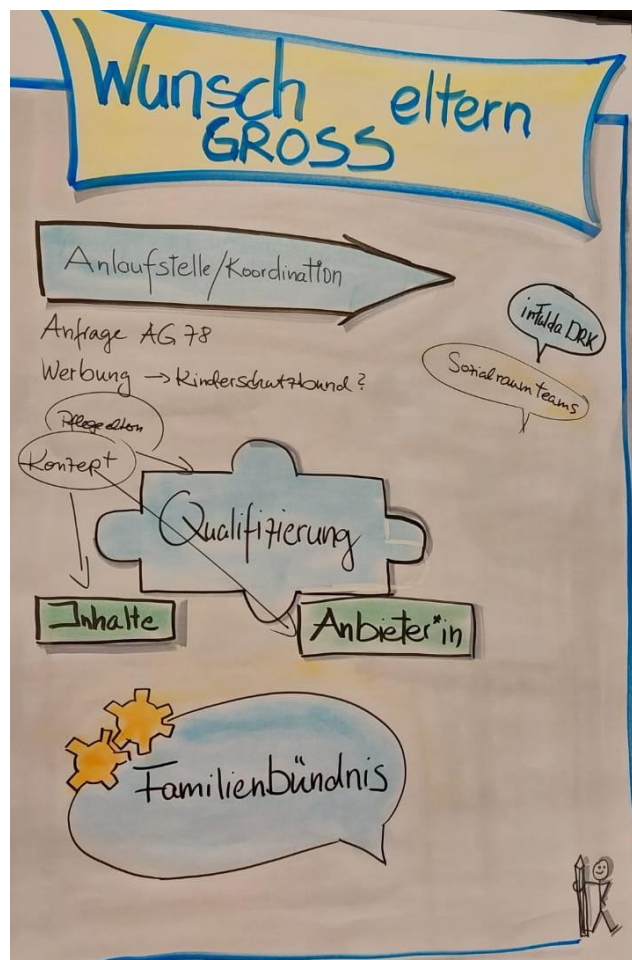 Wunsch eltern
GROSS
Anlaufstelle/Koordination
in Fulda DRK
Anfrage AG 78
Sozialraumteams
Werbung → Kinderschutzbund?
Pflegeeltern
Konzept
Qualifizierung
Inhalte
Anbieter*in
Familienbündnis